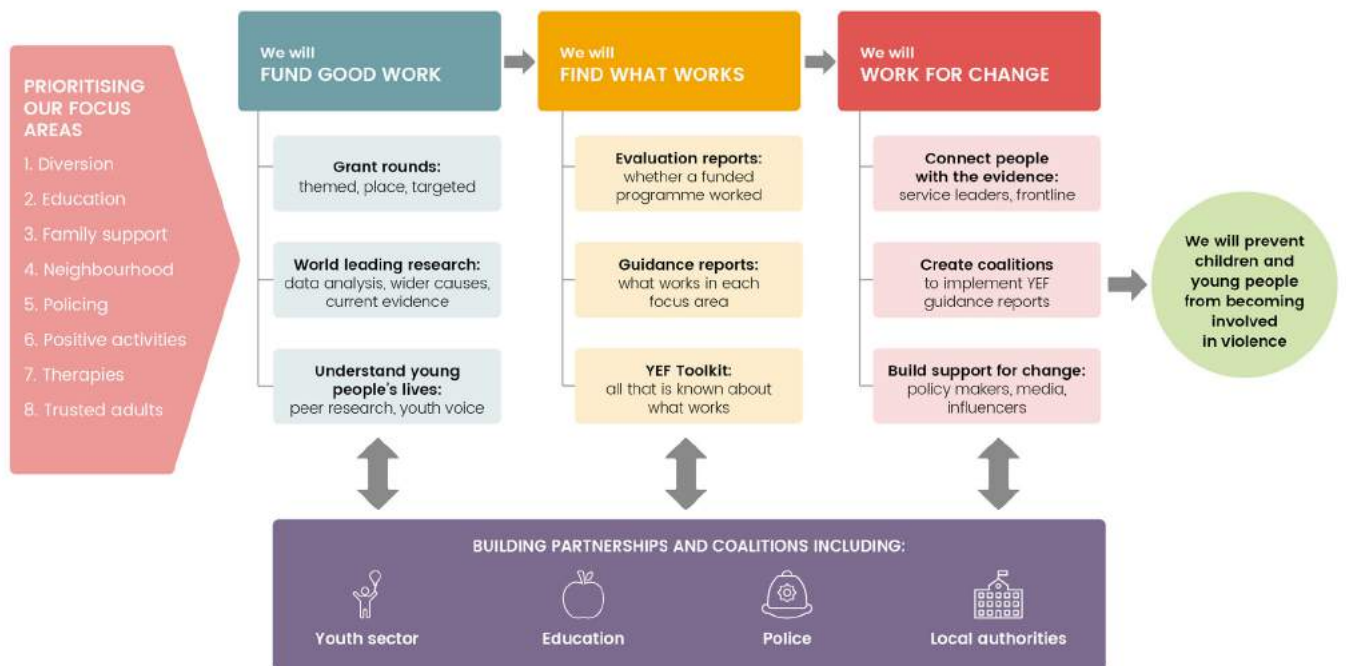 PRIORITISING
OUR FOCUS
AREAS
1. Diversion
2. Education
3. Family support
4. Neighbourhood
5. Policing
6. Positive activities
7. Therapies
8. Trusted adults
We will
FUND GOOD WORK
Grant rounds:
themed, place, targeted
World leading research:
data analysis, wider causes,
current evidence
Understand young
people's lives:
peer research, youth voice
We will
FIND WHAT WORKS
Evaluation reports:
whether a funded
programme worked
Guidance reports:
what works in each
focus area
YEF Toolkit:
all that is known about
what works
We will
WORK FOR CHANGE
Connect people
with the evidence:
service leaders, frontline
Create coalitions
to implement YEF
guidance reports
Build support for change:
policy makers, media,
influencers
We will prevent
children and
young people
from becoming
involved
in violence
BUILDING PARTNERSHIPS AND COALITIONS INCLUDING:
Youth sector
Education
Police
Local authorities